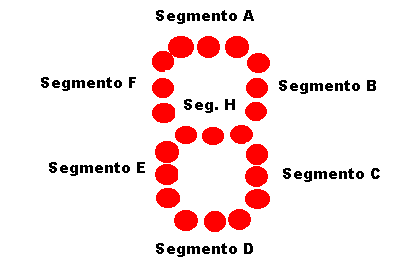 Segmento A
Segmento F
Segmento B
Seg. H
Segmento E
Segmento C
Segmento D